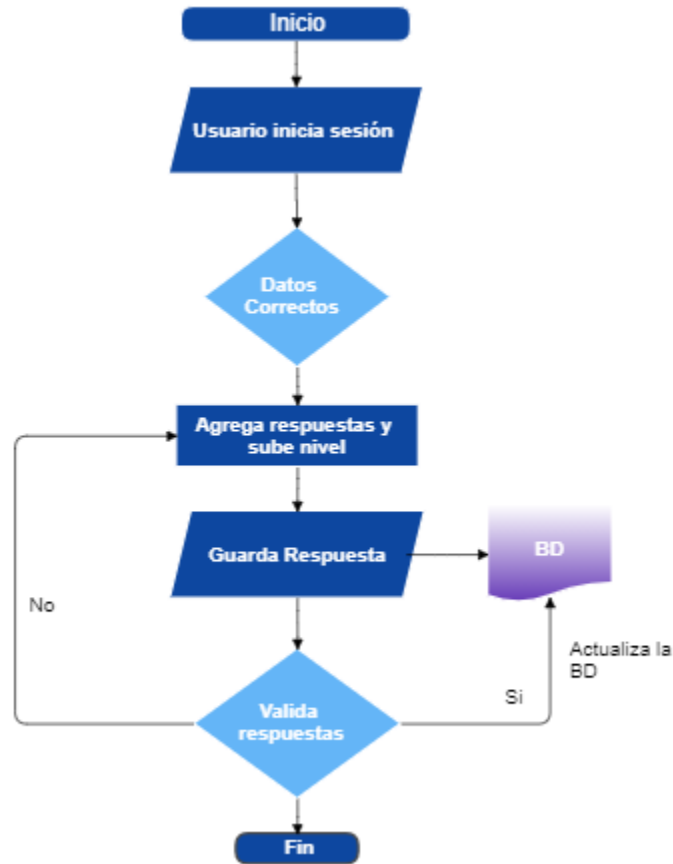 Inicio
Usuario inicia sesión
Datos
Correctos
Agrega respuestas y
sube nivel
Guarda Respuesta
BD
No
Actualiza la
BD
Si
Valida
respuestas
Fin